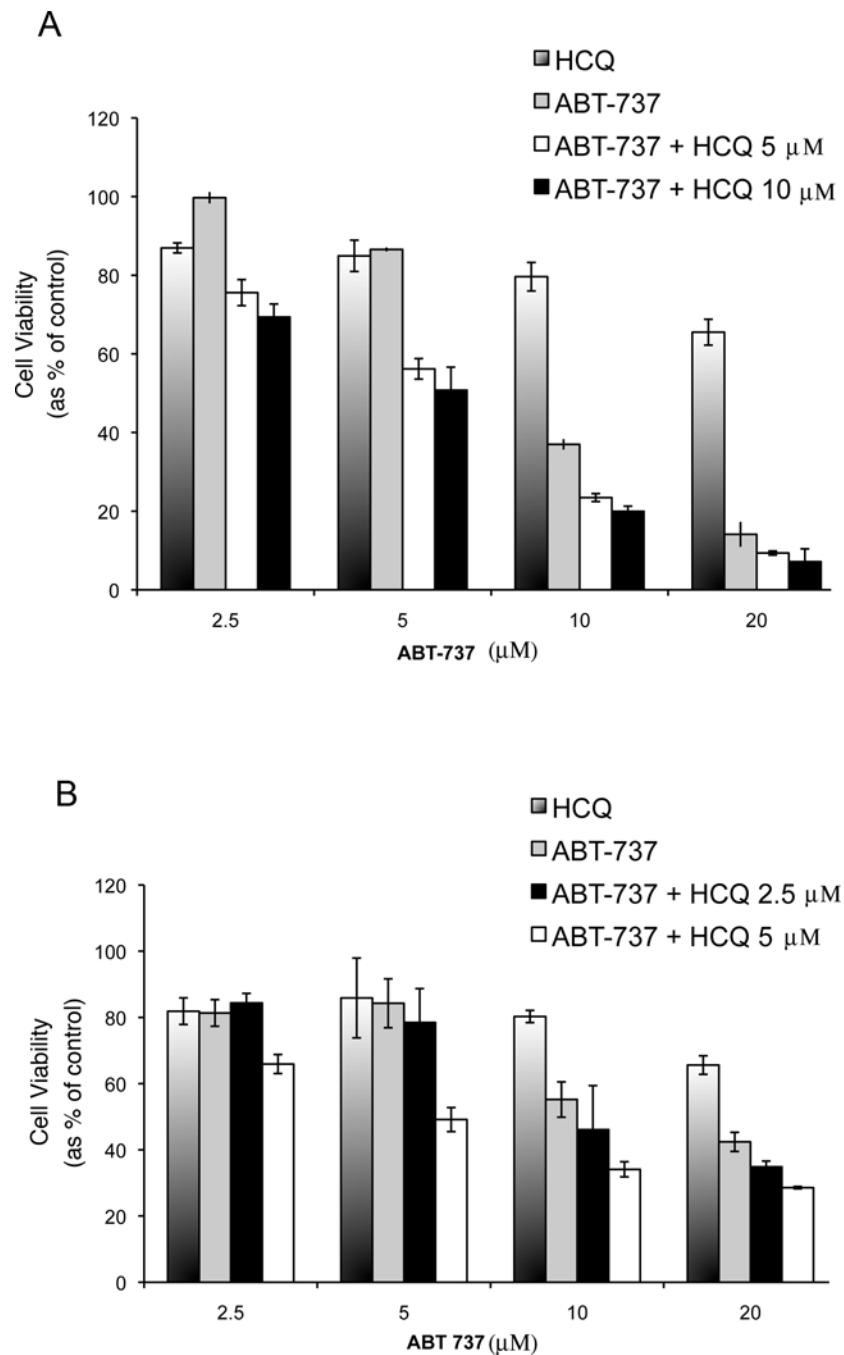 A
HCQ
ABT-737
ABT-737 + HCQ 5 μM
ABT-737 + HCQ 10 μM
Cell Viability
(as % of control)
120
100
80
60
40
20
0
2.5 5 10 20
ABT-737 (μM)
B
HCQ
ABT-737
ABT-737 + HCQ 2.5 μM
ABT-737 + HCQ 5 μM
Cell Viability
(as % of control)
120
100
80
60
40
20
0
2.5 5 10 20
ABT 737 (μM)